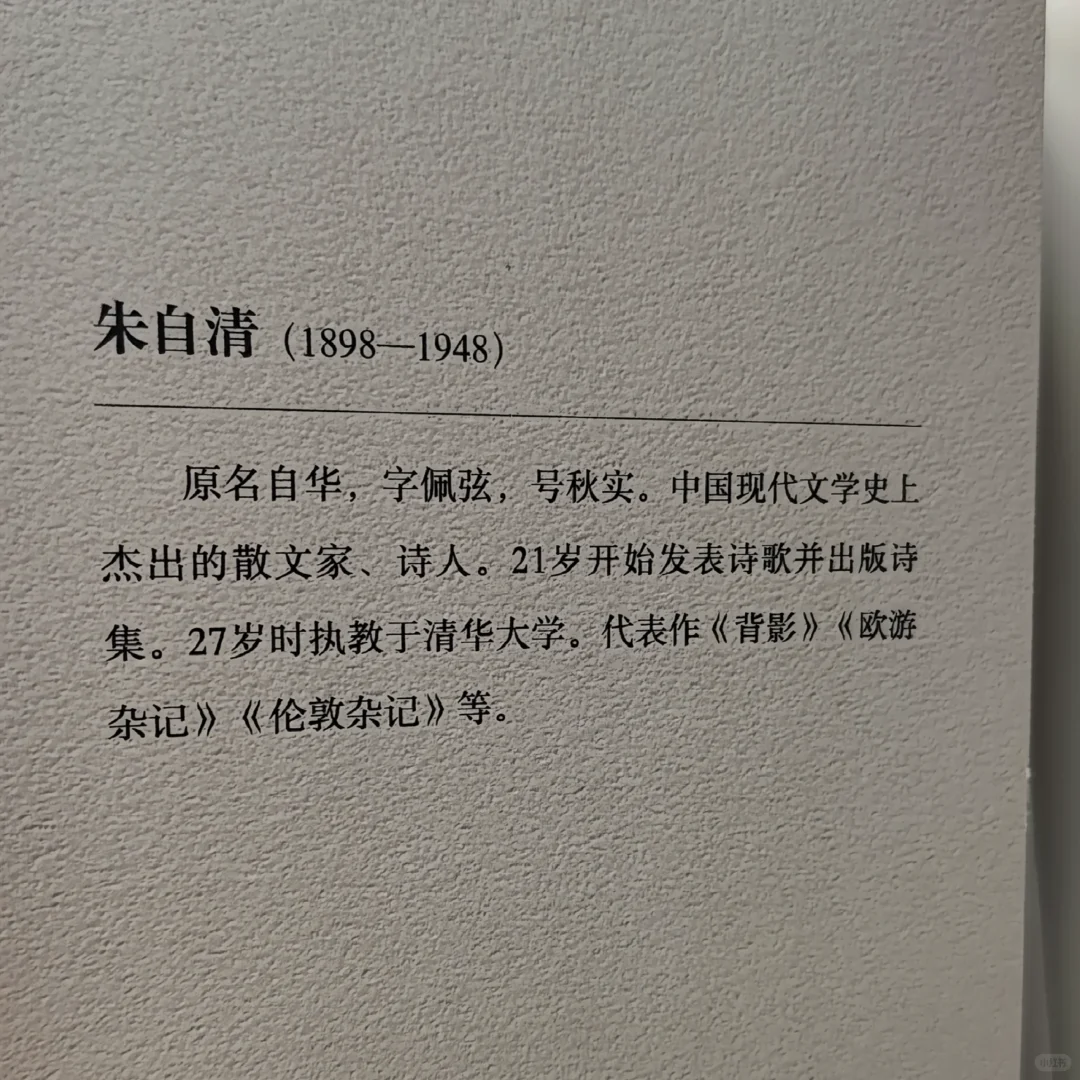 朱自清（1898—1948）
原名自华，字佩弦，号秋实。中国现代文学史上
杰出的散文家、诗人。21岁开始发表诗歌并出版诗
集。27岁时执教于清华大学。代表作《背影》《欧游
杂记》《伦敦杂记》等。
小红书